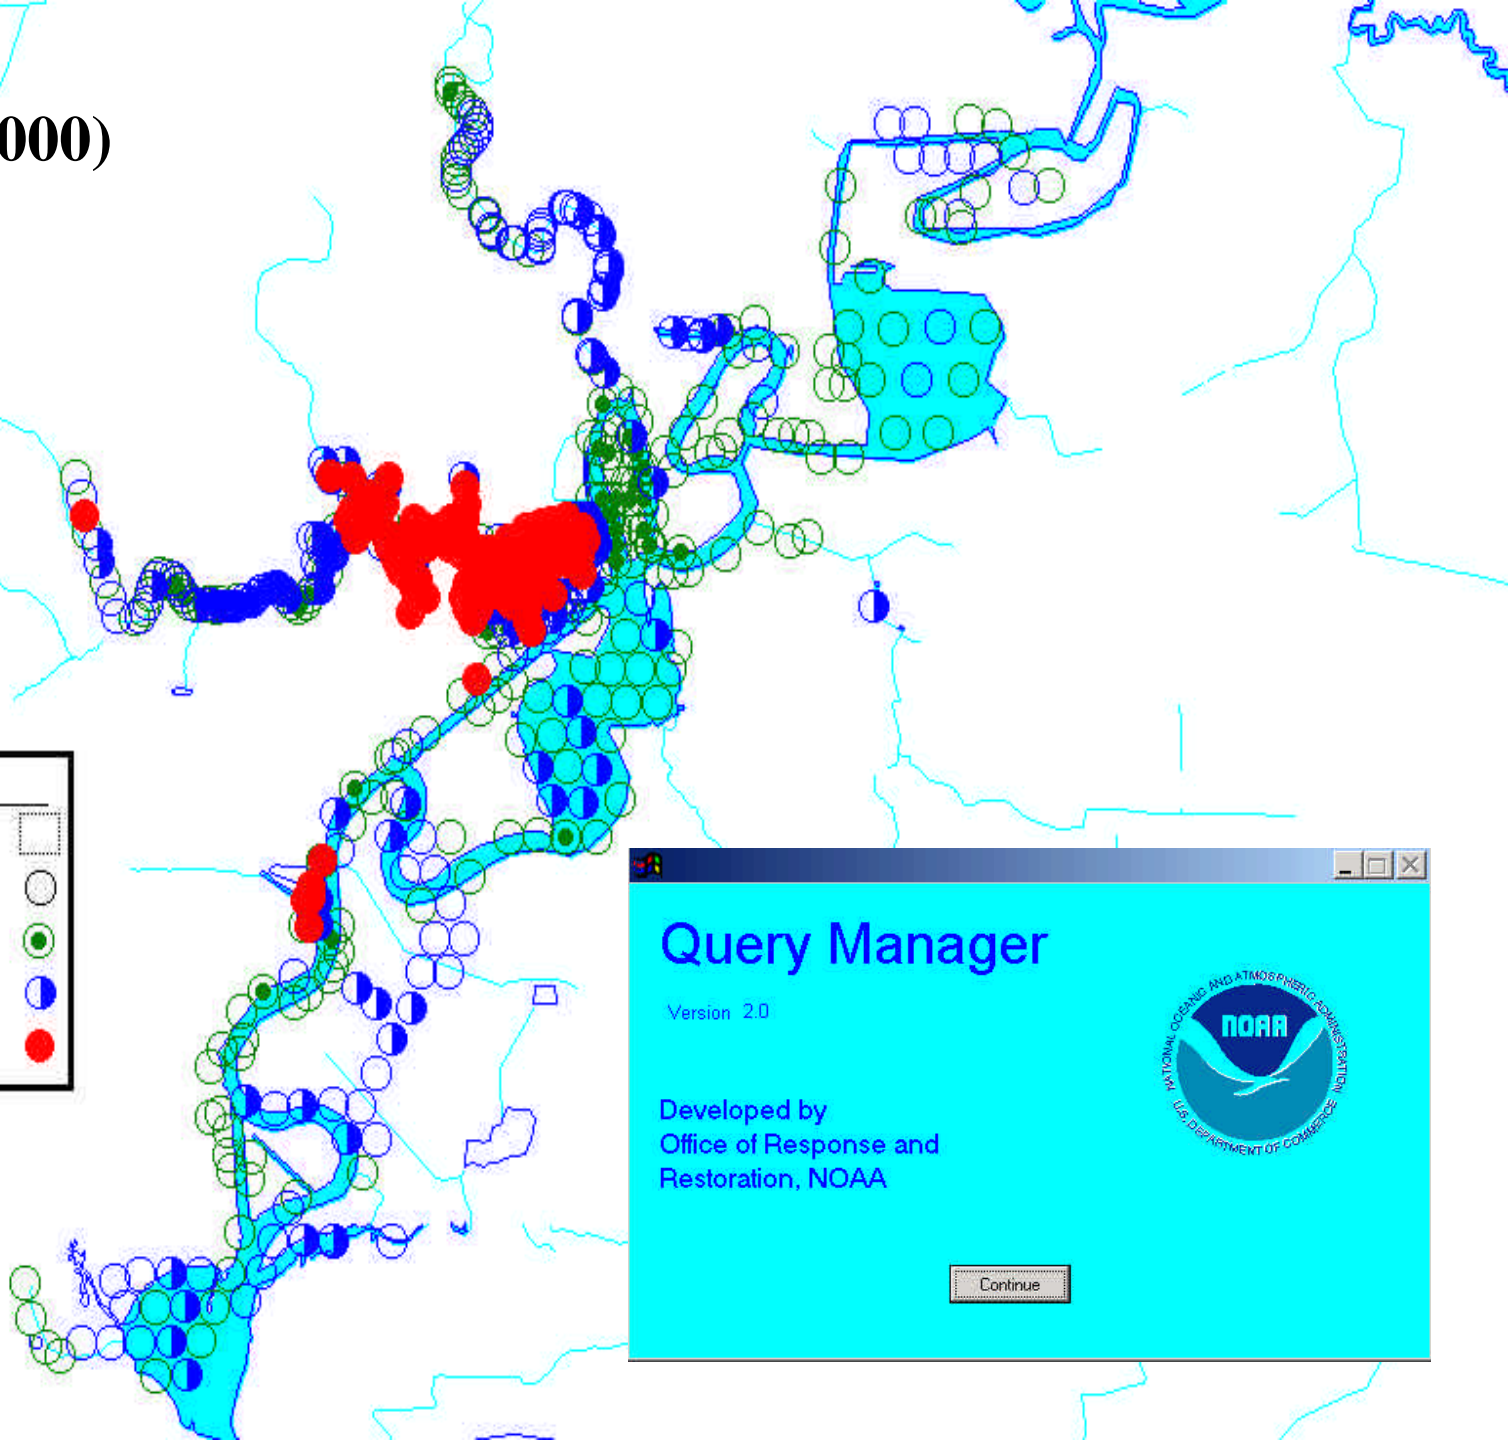 000)
Query Manager
Version 2.0
NOAA
NATIONAL OCEANIC AND ATMOSPHERIC ADMINISTRATION
U.S. DEPARTMENT OF COMMERCE
Developed by
Office of Response and
Restoration, NOAA
Continue